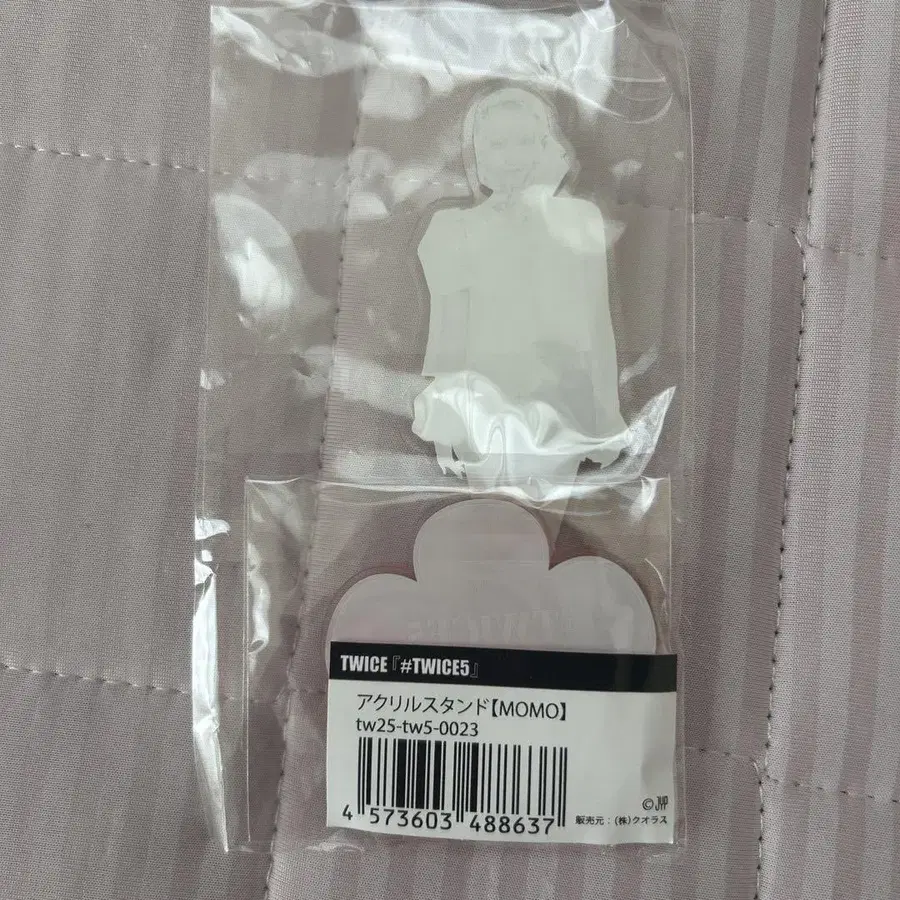 TWICE『#TWICE5』
アクリルスタンド【MOMO】
tw25-tw5-0023
4 573603 488637
©JYP
販売元：(株)クオラス